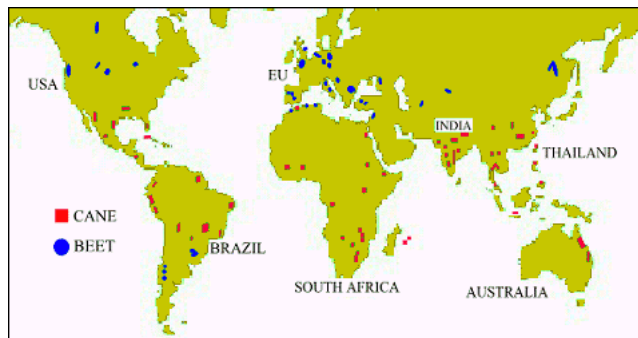 USA
EU
INDIA
THAILAND
CANE
BEET
BRAZIL
SOUTH AFRICA
AUSTRALIA